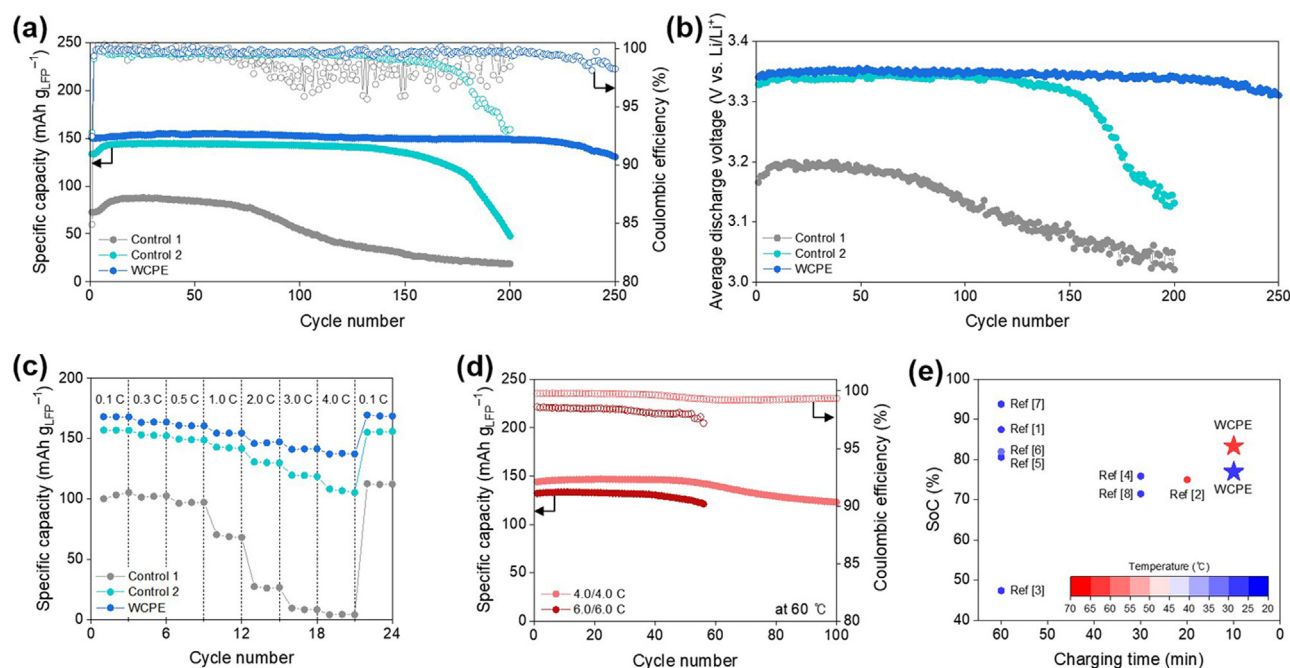 (a)
250
200
150
100
50
0
Specific capacity (mAh g_LFP⁻¹)
100
95
90
85
80
Coulombic efficiency (%)
Control 1
Control 2
WCPE
0 50 100 150 200 250
Cycle number
(b)
3.4
3.3
3.2
3.1
3.0
Average discharge voltage (V vs. Li/Li⁺)
Control 1
Control 2
WCPE
0 50 100 150 200 250
Cycle number
(c)
200
150
100
50
0
Specific capacity (mAh g_LFP⁻¹)
0.1 C 0.3 C 0.5 C 1.0 C 2.0 C 3.0 C 4.0 C 0.1 C
Control 1
Control 2
WCPE
0 6 12 18 24
Cycle number
(d)
250
200
150
100
50
0
Specific capacity (mAh g_LFP⁻¹)
100
95
90
85
80
Coulombic efficiency (%)
4.0/4.0 C
6.0/6.0 C
at 60 ℃
0 20 40 60 80 100
Cycle number
(e)
100
90
80
70
60
50
40
SoC (%)
Ref [7]
Ref [1]
Ref [6]
Ref [5]
Ref [4]
Ref [8]
Ref [2]
Ref [3]
WCPE
WCPE
Temperature (℃)
70 65 60 55 50 45 40 35 30 25 20
60 50 40 30 20 10 0
Charging time (min)